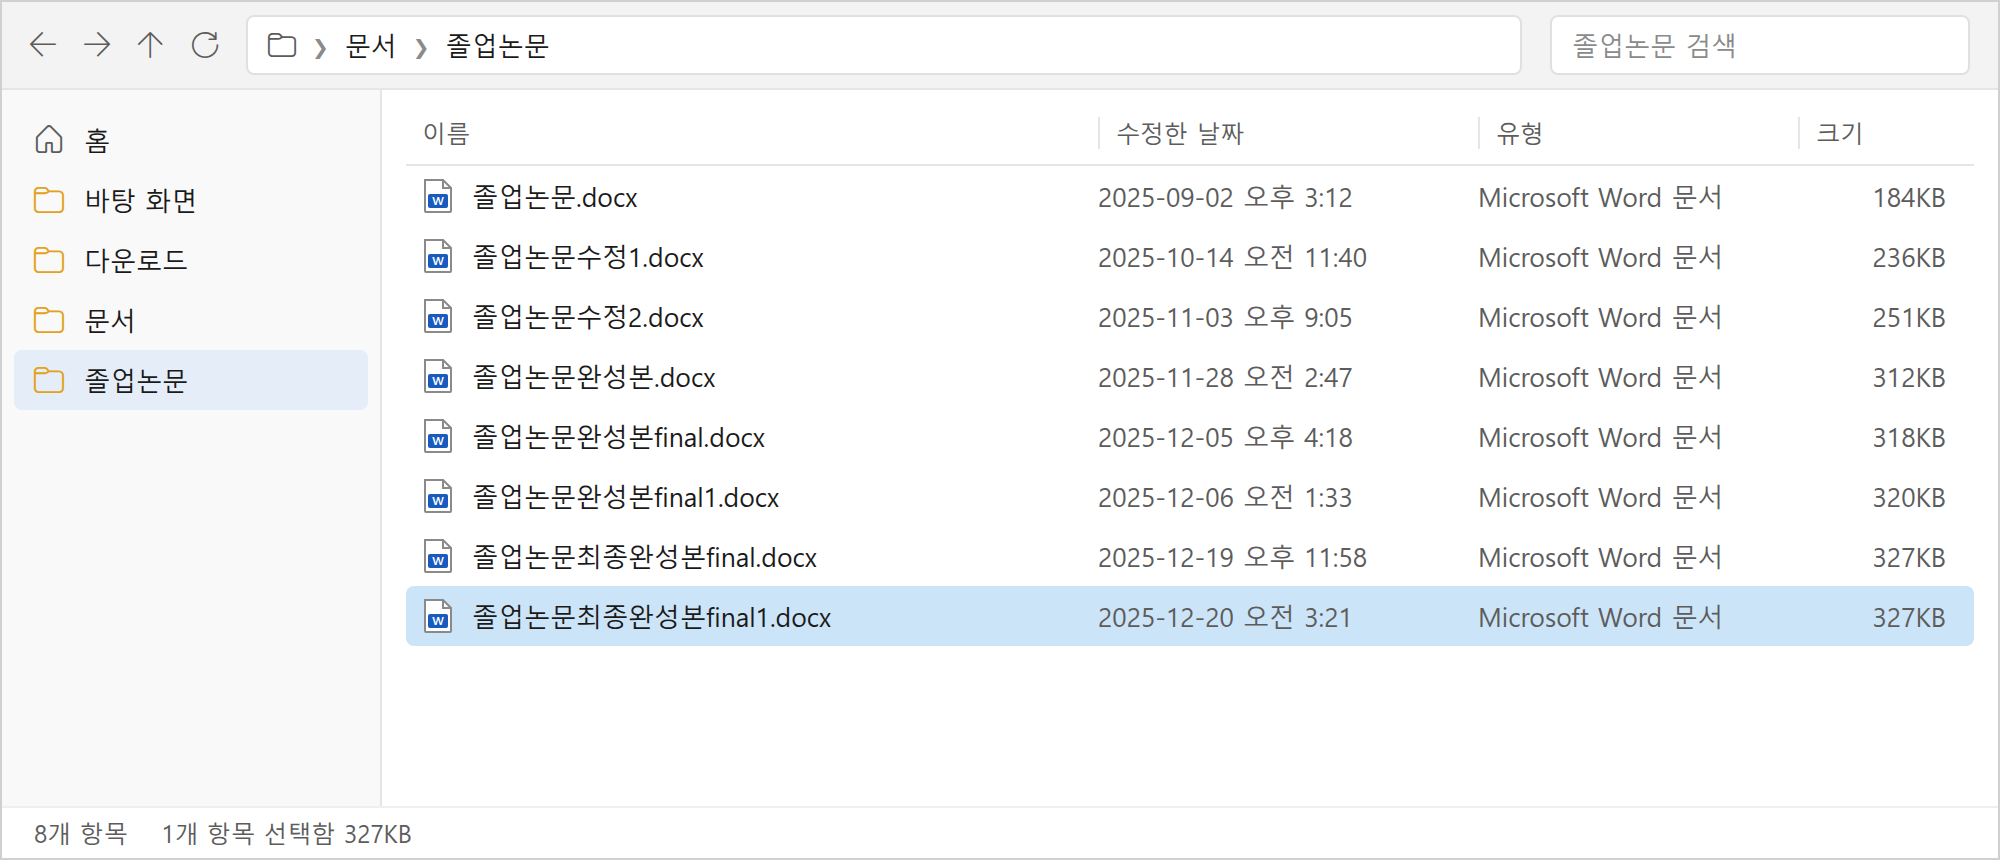 문서 > 졸업논문
졸업논문 검색
홈
바탕 화면
다운로드
문서
졸업논문
이름 수정한 날짜 유형 크기
졸업논문.docx 2025-09-02 오후 3:12 Microsoft Word 문서 184KB
졸업논문수정1.docx 2025-10-14 오전 11:40 Microsoft Word 문서 236KB
졸업논문수정2.docx 2025-11-03 오후 9:05 Microsoft Word 문서 251KB
졸업논문완성본.docx 2025-11-28 오전 2:47 Microsoft Word 문서 312KB
졸업논문완성본final.docx 2025-12-05 오후 4:18 Microsoft Word 문서 318KB
졸업논문완성본final1.docx 2025-12-06 오전 1:33 Microsoft Word 문서 320KB
졸업논문최종완성본final.docx 2025-12-19 오후 11:58 Microsoft Word 문서 327KB
졸업논문최종완성본final1.docx 2025-12-20 오전 3:21 Microsoft Word 문서 327KB
8개 항목 1개 항목 선택함 327KB